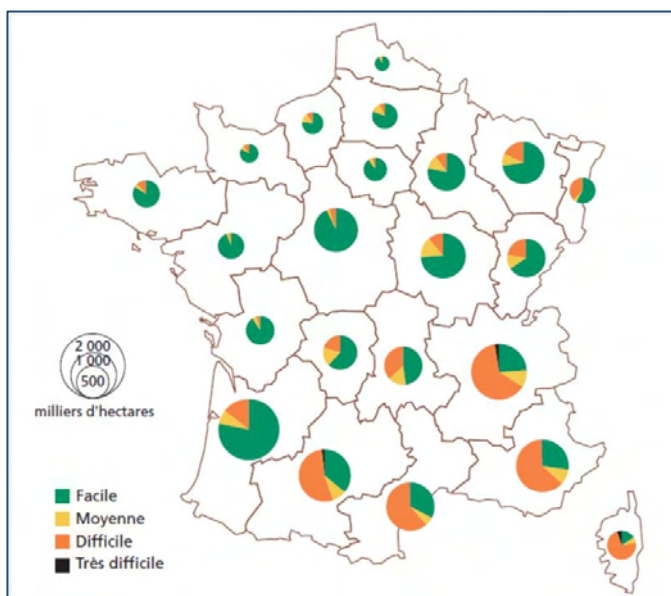 2 000
1 000
500
milliers d'hectares
Facile
Moyenne
Difficile
Très difficile